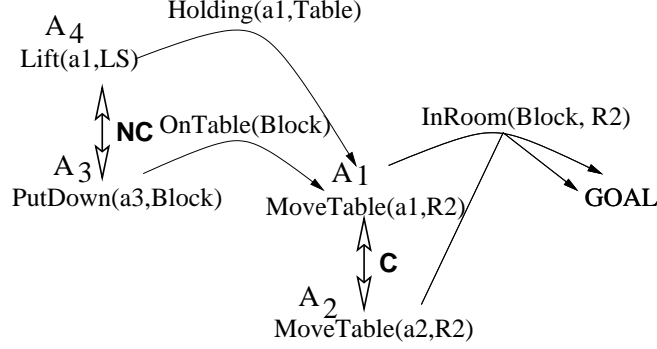 Holding(a1,Table)
A4
Lift(a1,LS)
NC
OnTable(Block)
InRoom(Block, R2)
A3
PutDown(a3,Block)
A1
MoveTable(a1,R2)
GOAL
C
A2
MoveTable(a2,R2)